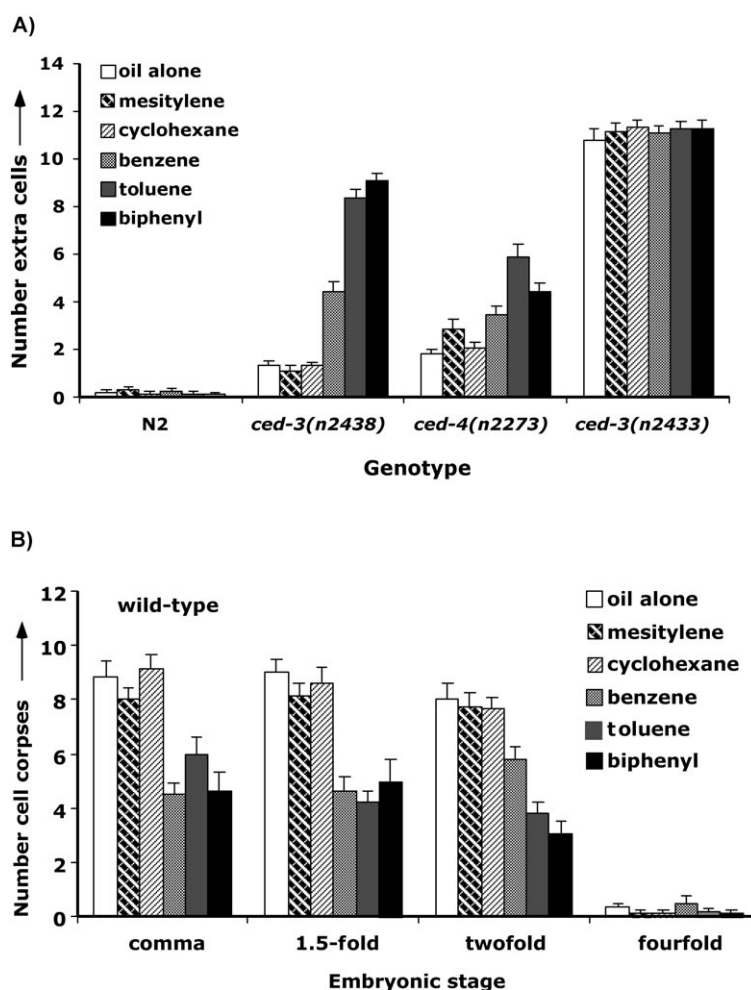 A)
Number extra cells
14
12
10
8
6
4
2
0
oil alone
mesitylene
cyclohexane
benzene
toluene
biphenyl
N2 ced-3(n2438) ced-4(n2273) ced-3(n2433)
Genotype
B)
Number cell corpses
12
10
8
6
4
2
0
wild-type
oil alone
mesitylene
cyclohexane
benzene
toluene
biphenyl
comma 1.5-fold twofold fourfold
Embryonic stage